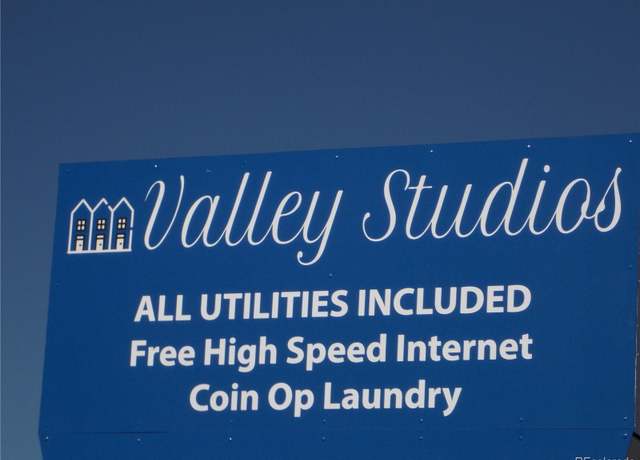 Valley Studios
ALL UTILITIES INCLUDED
Free High Speed Internet
Coin Op Laundry